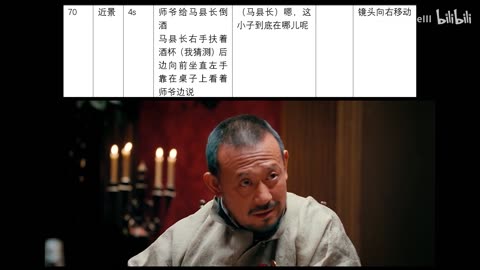 70 近景 4s 师爷给马县长倒 （马县长）嗯，这 镜头向右移动
酒 小子到底在哪儿呢
马县长右手扶着
酒杯（我猜测）后
边向前坐直左手
靠在桌子上看着
师爷边说
elll bilibili